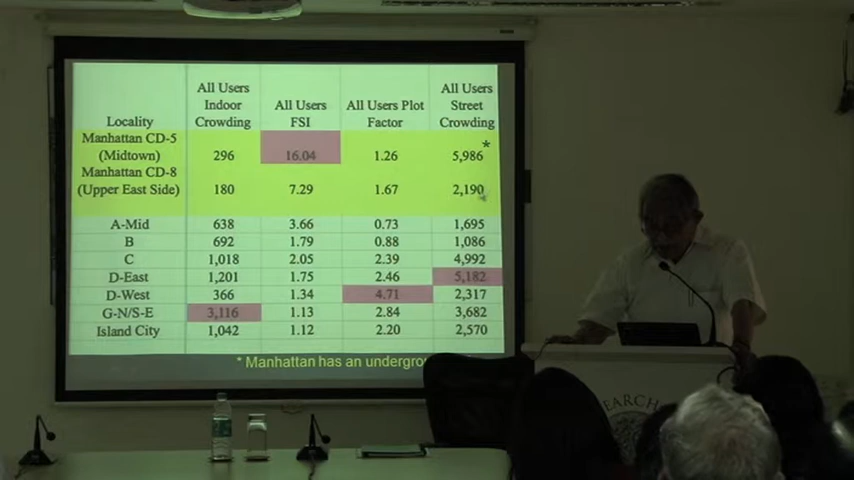 Locality All Users Indoor Crowding All Users FSI All Users Plot Factor All Users Street Crowding
Manhattan CD-5 (Midtown) 296 16.04 1.26 5,986 *
Manhattan CD-8 (Upper East Side) 180 7.29 1.67 2,190
A-Mid 638 3.66 0.73 1,695
B 692 1.79 0.88 1,086
C 1,018 2.05 2.39 4,992
D-East 1,201 1.75 2.46 5,182
D-West 366 1.34 4.71 2,317
G-N/S-E 3,116 1.13 2.84 3,682
Island City 1,042 1.12 2.20 2,570
* Manhattan has an undergro
EARCH